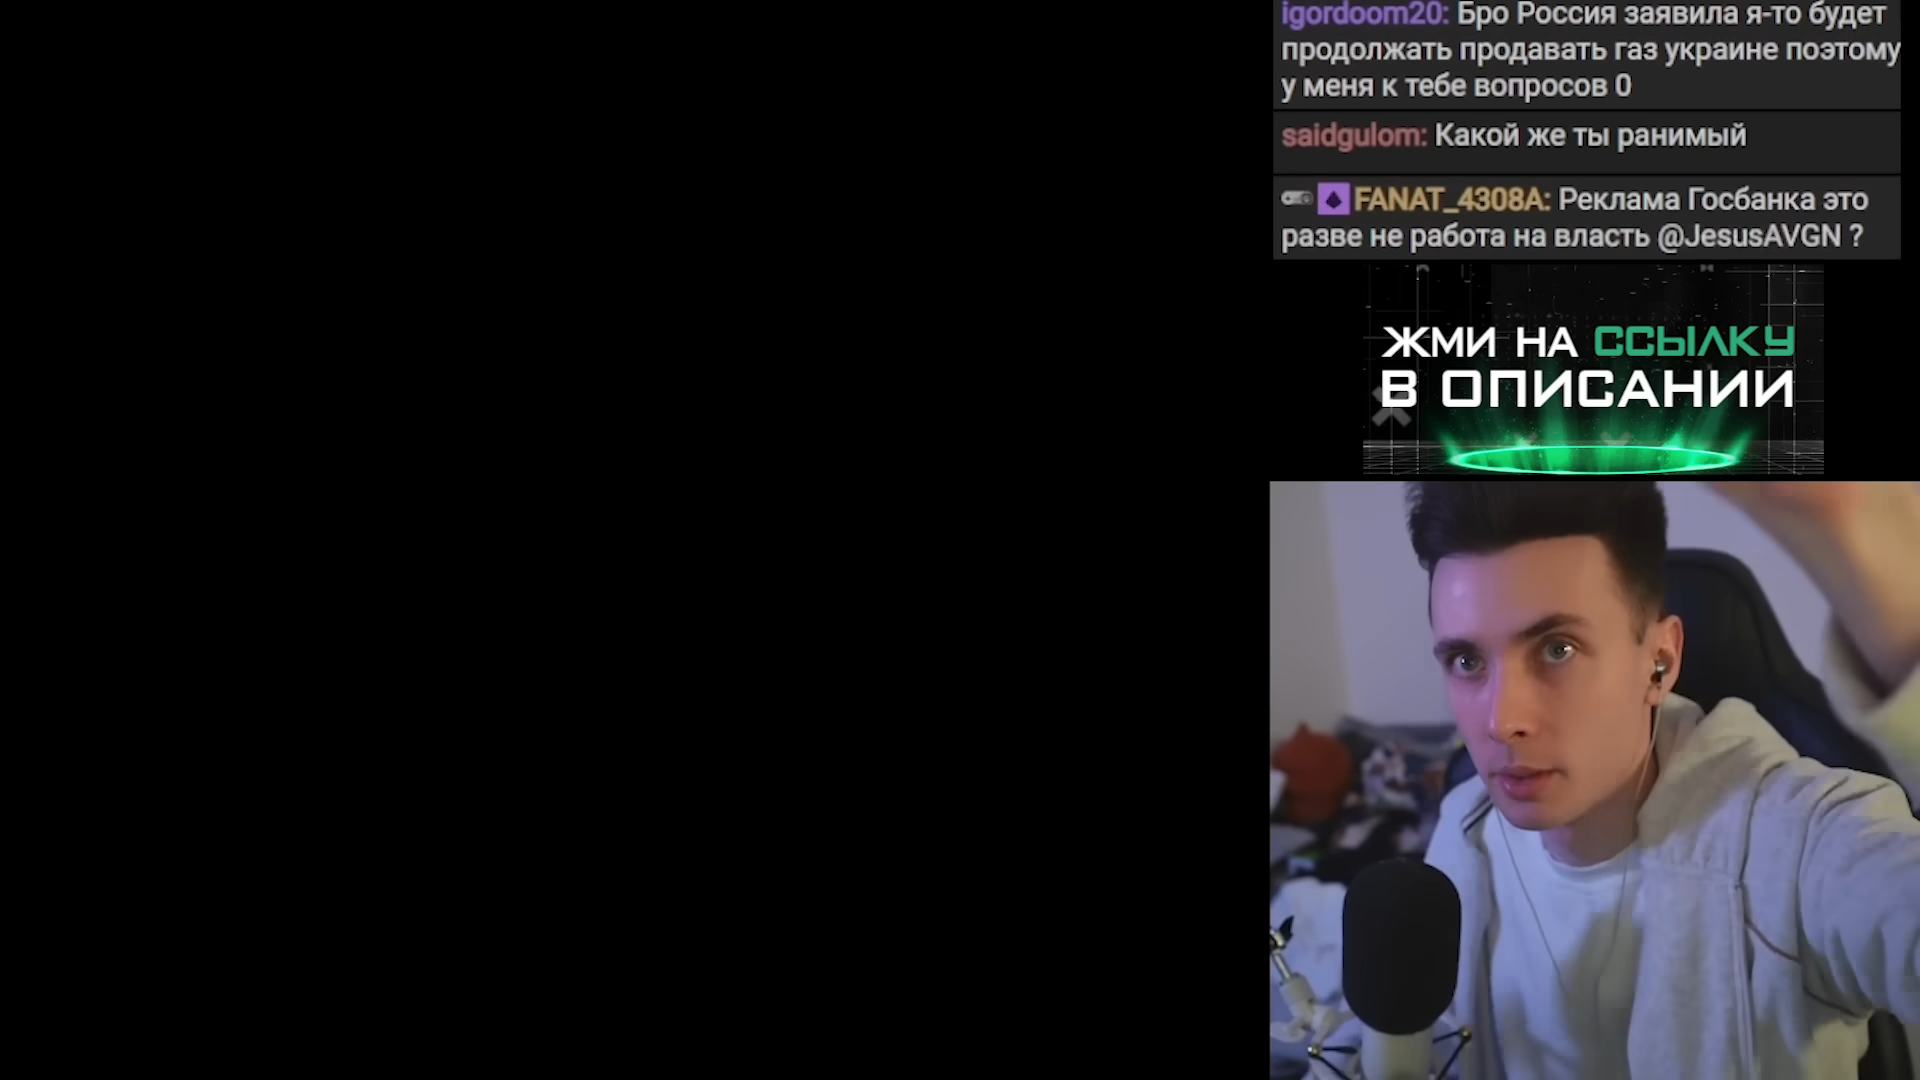 igordoom20: Бро Россия заявила я-то будет
продолжать продавать газ украине поэтому
у меня к тебе вопросов 0
saidgulom: Какой же ты ранимый
FANAT_4308A: Реклама Госбанка это
разве не работа на власть @JesusAVGN ?
ЖМИ НА ССЫЛКУ
В ОПИСАНИИ